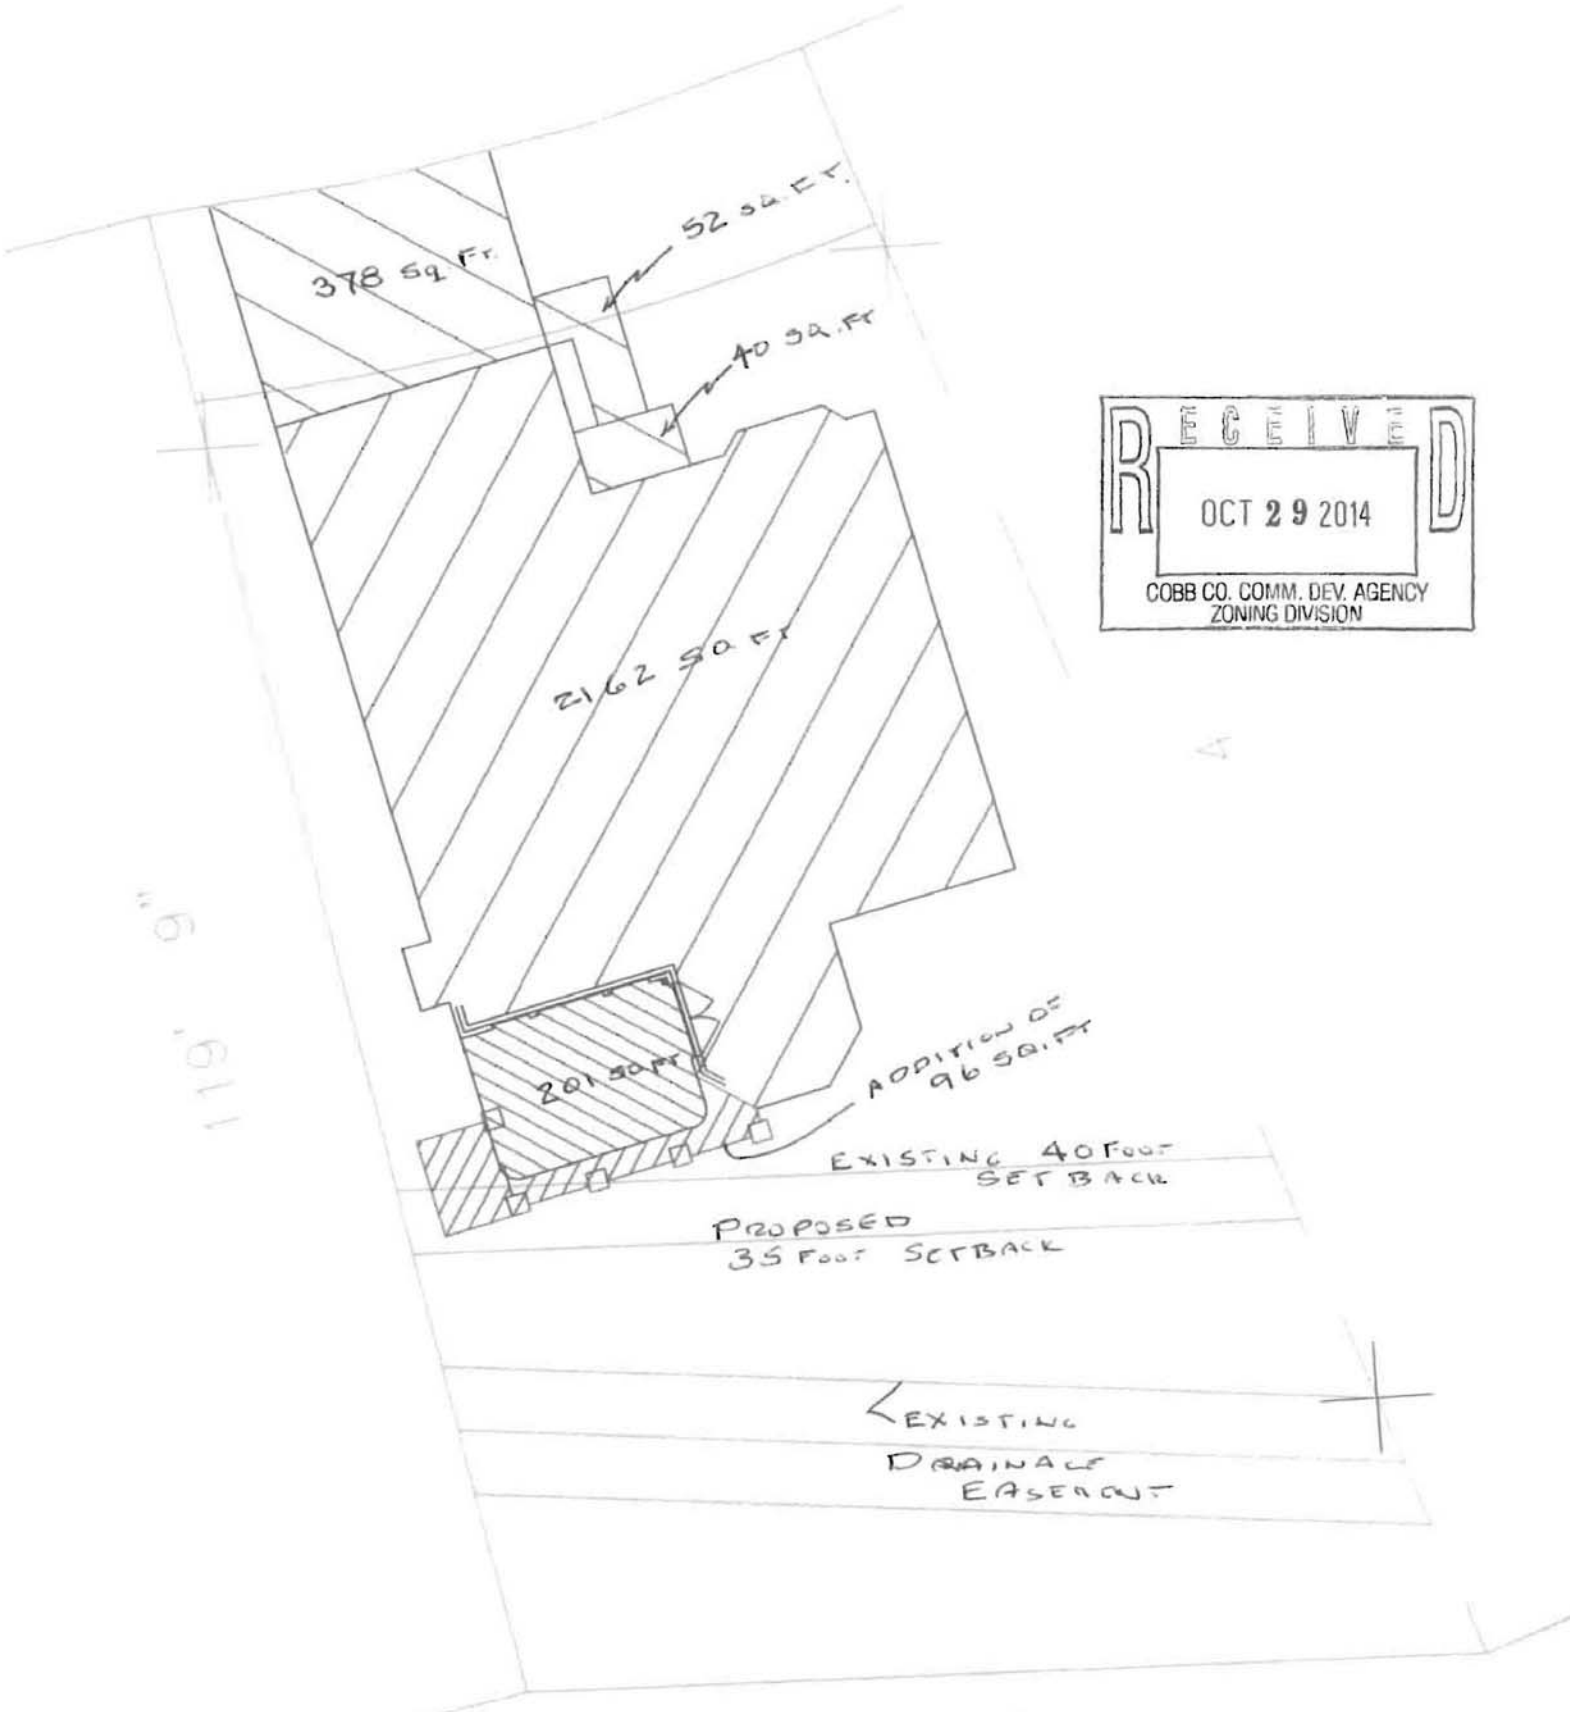 52 SQ. FT.
378 Sq Ft.
40 SQ. FT
RECEIVED
OCT 29 2014
COBB CO. COMM. DEV. AGENCY
ZONING DIVISION
2162 SQ FT
119' 9"
201 SQ FT
ADDITION OF
96 SQ. FT
EXISTING 40 FOOT
SETBACK
PROPOSED
35 FOOT SETBACK
EXISTING
DRAINAGE
EASEMENT